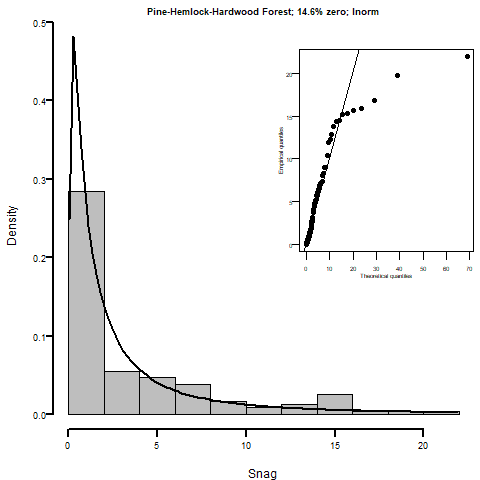 Pine-Hemlock-Hardwood Forest; 14.6% zero; lnorm
0.5
0.4
0.3
0.2
0.1
0.0
Density
0 5 10 15 20
Snag
20
15
10
5
0
Empirical quantiles
0 10 20 30 40 50 60 70
Theoretical quantiles